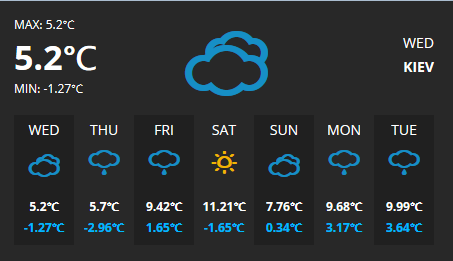 MAX: 5.2°C
5.2°C
MIN: -1.27°C
WED
KIEV
WED THU FRI SAT SUN MON TUE
5.2°C 5.7°C 9.42°C 11.21°C 7.76°C 9.68°C 9.99°C
-1.27°C -2.96°C 1.65°C -1.65°C 0.34°C 3.17°C 3.64°C